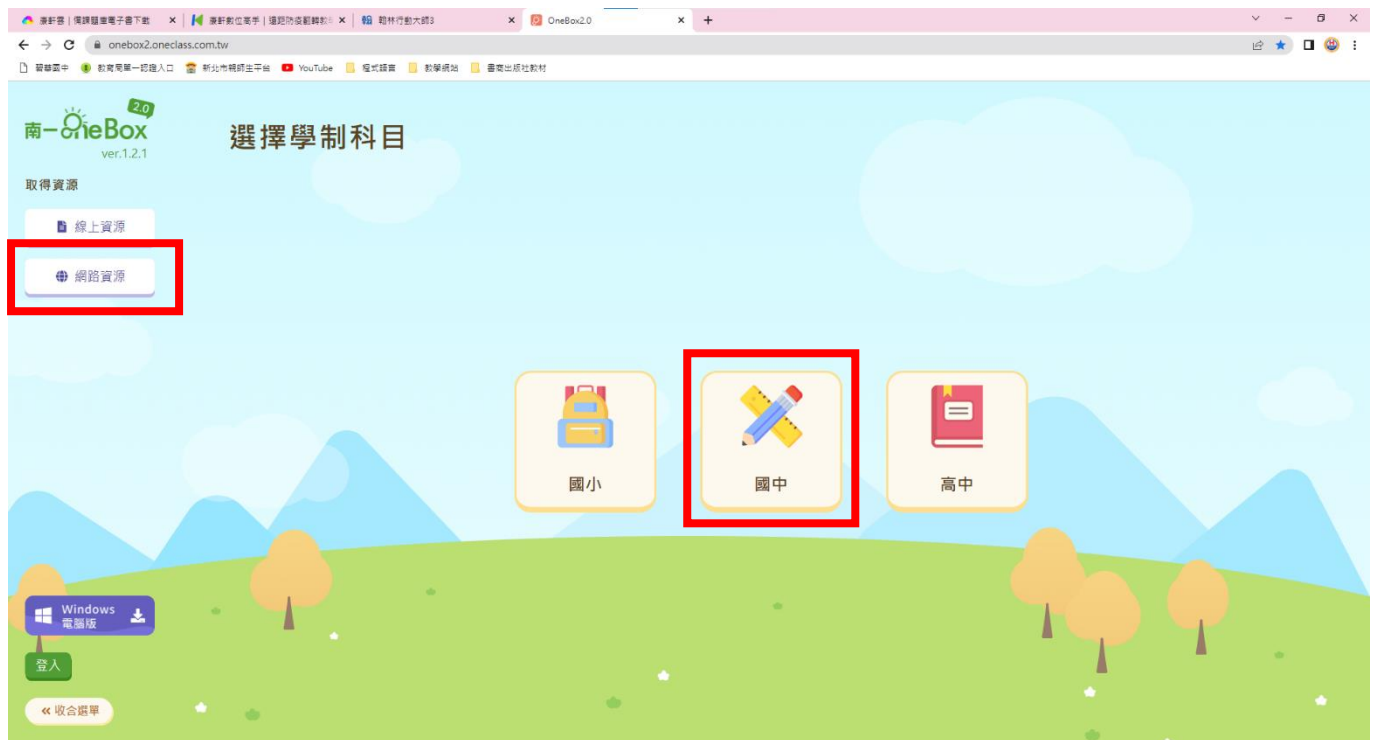 康軒雲 | 備課題庫電子書下載
康軒數位高手 | 遠距防疫翻轉教
翰林行動大師3
OneBox2.0
onebox2.oneclass.com.tw
碧華國中
教育局單一認證入口
新北市親師生平台
YouTube
程式語言
教學網站
書商出版社教材
南一OneBox
2.0
ver.1.2.1
選擇學制科目
取得資源
線上資源
網路資源
國小
國中
高中
Windows
電腦版
登入
« 收合選單